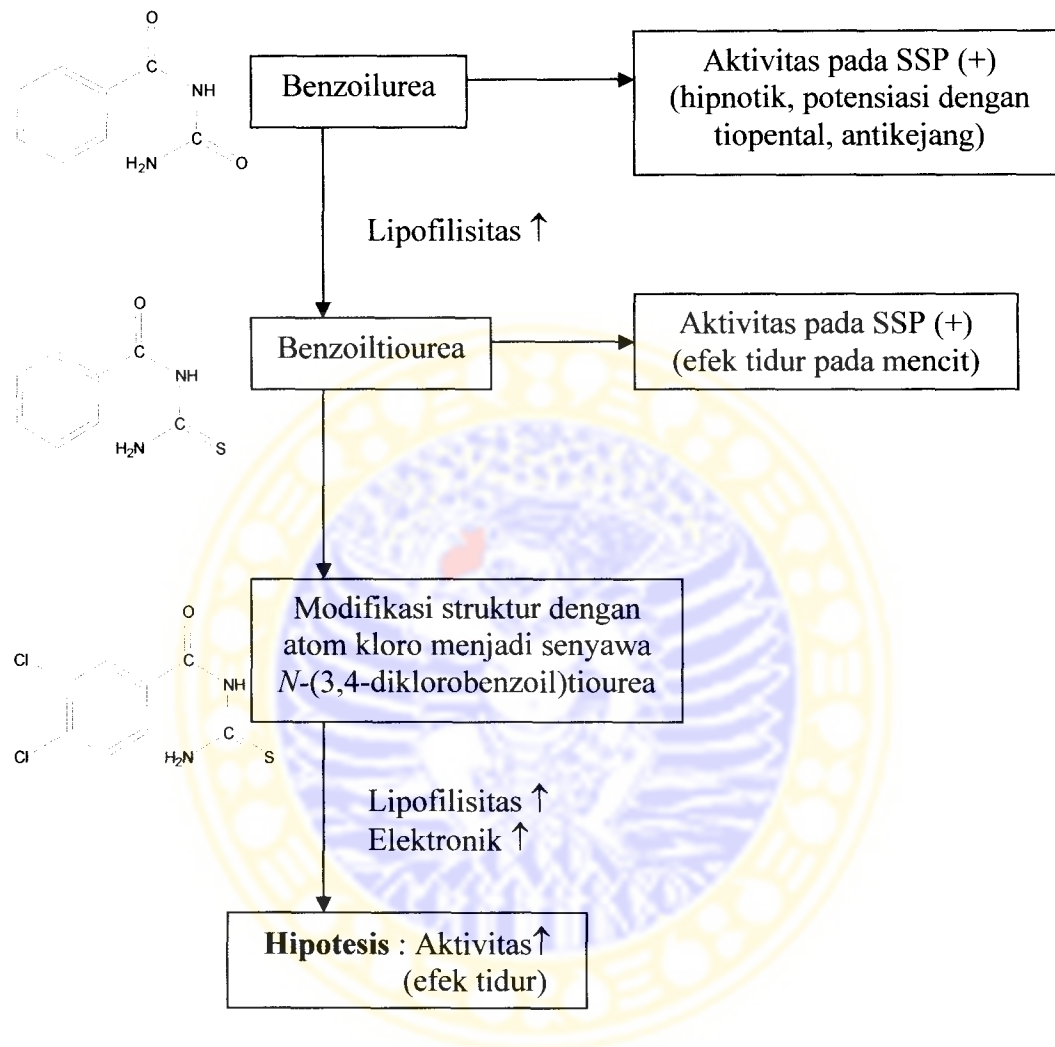 O
C
NH
C
H₂N
O
Benzoilurea
Aktivitas pada SSP (+)
(hipnotik, potensiasi dengan
tiopental, antikejang)
Lipofilisitas ↑
O
C
NH
C
H₂N
S
Benzoiltiourea
Aktivitas pada SSP (+)
(efek tidur pada mencit)
O
Cl
C
NH
Cl
C
H₂N
S
Modifikasi struktur dengan
atom kloro menjadi senyawa
N-(3,4-diklorobenzoil)tiourea
Lipofilisitas ↑
Elektronik ↑
Hipotesis : Aktivitas↑
(efek tidur)